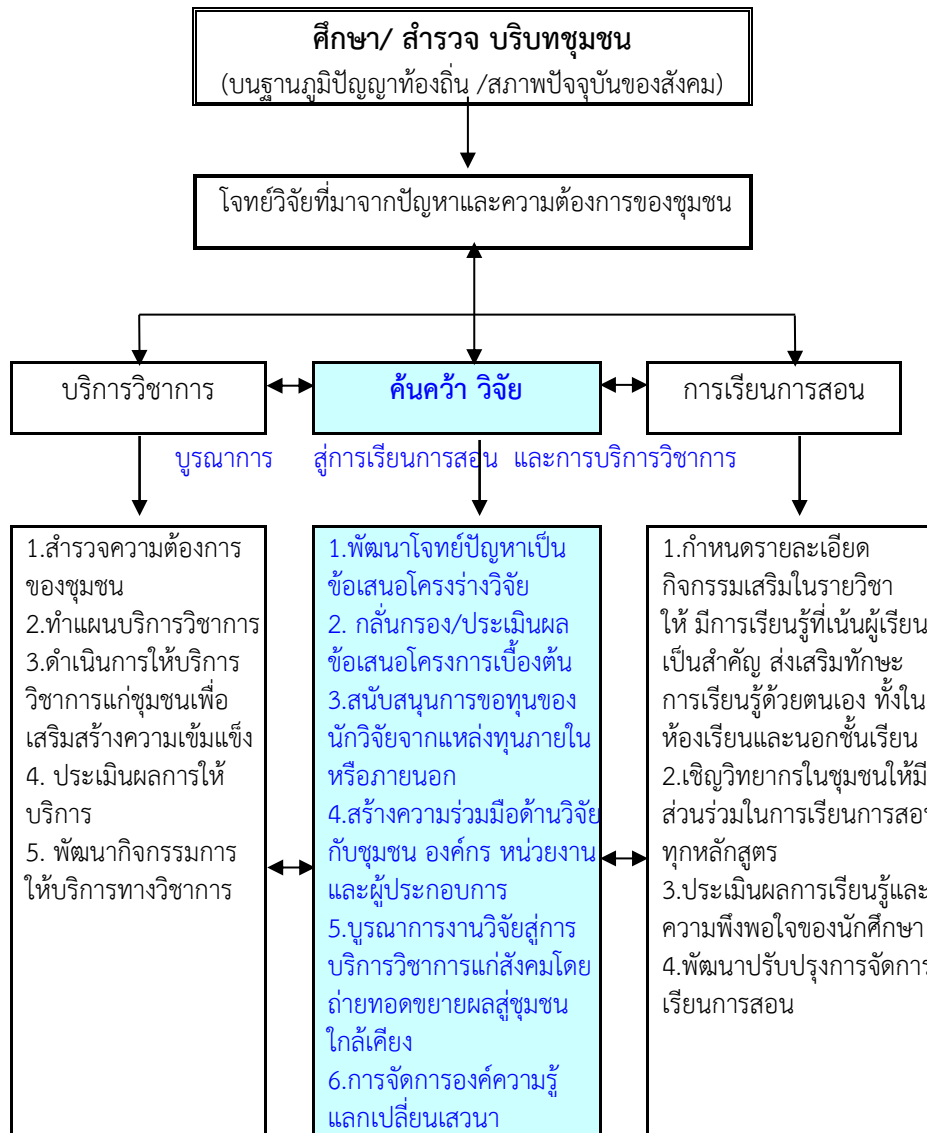 ศึกษา/ สำรวจ บริบทชุมชน
(บนฐานภูมิปัญญาท้องถิ่น /สภาพปัจจุบันของสังคม)
โจทย์วิจัยที่มาจากปัญหาและความต้องการของชุมชน
บริการวิชาการ
ค้นคว้า วิจัย
การเรียนการสอน
บูรณาการ สู่การเรียนการสอน และการบริการวิชาการ
1.สำรวจความต้องการ
ของชุมชน
2.ทำแผนบริการวิชาการ
3.ดำเนินการให้บริการ
วิชาการแก่ชุมชนเพื่อ
เสริมสร้างความเข้มแข็ง
4. ประเมินผลการให้
บริการ
5. พัฒนากิจกรรมการ
ให้บริการทางวิชาการ
1.พัฒนาโจทย์ปัญหาเป็น
ข้อเสนอโครงร่างวิจัย
2. กลั่นกรอง/ประเมินผล
ข้อเสนอโครงการเบื้องต้น
3.สนับสนุนการขอทุนของ
นักวิจัยจากแหล่งทุนภายใน
หรือภายนอก
4.สร้างความร่วมมือด้านวิจัย
กับชุมชน องค์กร หน่วยงาน
และผู้ประกอบการ
5.บูรณาการงานวิจัยสู่การ
บริการวิชาการแก่สังคมโดย
ถ่ายทอดขยายผลสู่ชุมชน
ใกล้เคียง
6.การจัดการองค์ความรู้
แลกเปลี่ยนเสวนา
1.กำหนดรายละเอียด
กิจกรรมเสริมในรายวิชา
ให้ มีการเรียนรู้ที่เน้นผู้เรียน
เป็นสำคัญ ส่งเสริมทักษะ
การเรียนรู้ด้วยตนเอง ทั้งใน
ห้องเรียนและนอกชั้นเรียน
2.เชิญวิทยากรในชุมชนให้มี
ส่วนร่วมในการเรียนการสอน
ทุกหลักสูตร
3.ประเมินผลการเรียนรู้และ
ความพึงพอใจของนักศึกษา
4.พัฒนาปรับปรุงการจัดการ
เรียนการสอน